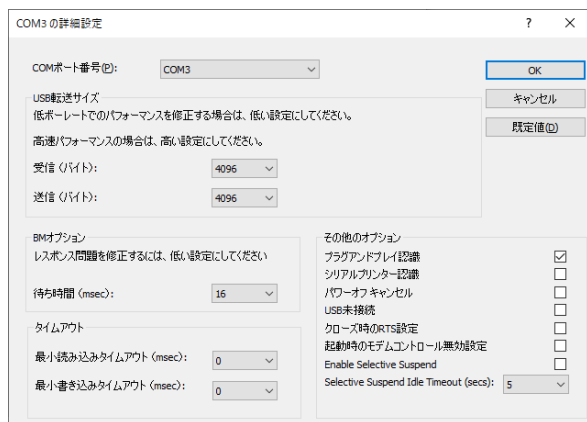 COM3 の詳細設定
? ×
COMポート番号(P):
COM3
OK
キャンセル
既定値(D)
USB転送サイズ
低ボーレートでのパフォーマンスを修正する場合は、低い設定にしてください。
高速パフォーマンスの場合は、高い設定にしてください。
受信 (バイト):
4096
送信 (バイト):
4096
BMオプション
レスポンス問題を修正するには、低い設定にしてください
待ち時間 (msec):
16
タイムアウト
最小読み込みタイムアウト (msec):
0
最小書き込みタイムアウト (msec):
0
その他のオプション
プラグアンドプレイ認識
シリアルプリンター認識
パワーオフ キャンセル
USB未接続
クローズ時のRTS設定
起動時のモデムコントロール無効設定
Enable Selective Suspend
Selective Suspend Idle Timeout (secs):
5